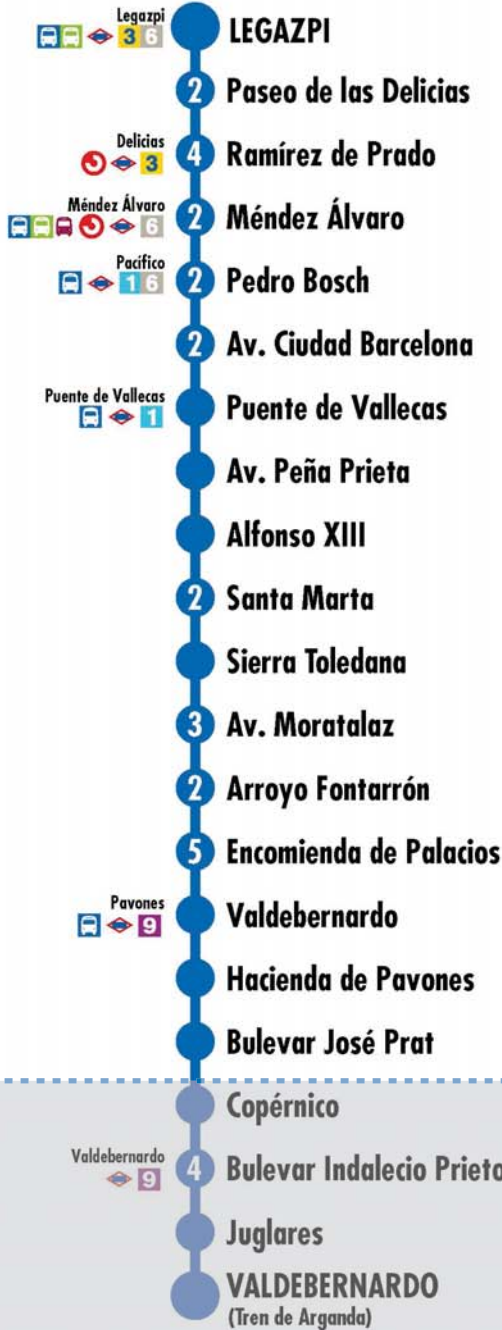 Legazpi
3 6
LEGAZPI
2 Paseo de las Delicias
Delicias
3
4 Ramírez de Prado
Méndez Álvaro
6
2 Méndez Álvaro
Pacífico
1 6
2 Pedro Bosch
2 Av. Ciudad Barcelona
Puente de Vallecas
1
Puente de Vallecas
Av. Peña Prieta
Alfonso XIII
2 Santa Marta
Sierra Toledana
3 Av. Moratalaz
2 Arroyo Fontarrón
5 Encomienda de Palacios
Pavones
9
Valdebernardo
Hacienda de Pavones
Bulevar José Prat
Copérnico
Valdebernardo
9
4 Bulevar Indalecio Prieto
Juglares
VALDEBERNARDO
(Tren de Arganda)